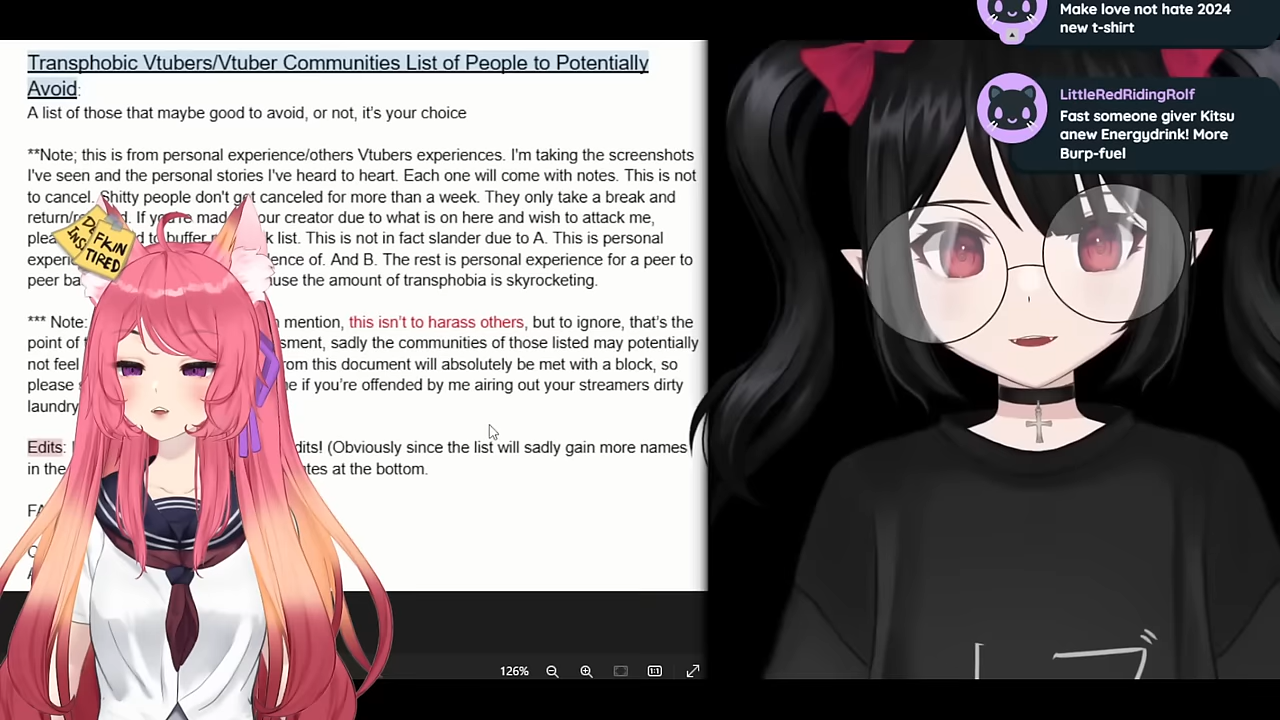 Transphobic Vtubers/Vtuber Communities List of People to Potentially
Avoid:
A list of those that maybe good to avoid, or not, it's your choice
**Note; this is from personal experience/others Vtubers experiences. I'm taking the screenshots
I've seen and the personal stories I've heard to heart. Each one will come with notes. This is not
to cancel. Shitty people don't get canceled for more than a week. They only take a break and
If you're mad our creator due to what is on here and wish to attack me,
to buffer list. This is not in fact slander due to A. This is personal
of. And B. The rest is personal experience for a peer to
peer the amount of transphobia is skyrocketing.
*** Note: mention, this isn't to harass others, but to ignore, that's the
point of sadly the communities of those listed may potentially
not feel from this document will absolutely be met with a block, so
please if you're offended by me airing out your streamers dirty
laundry
Edits: (Obviously since the list will sadly gain more names
in the at the bottom.
126%
1:1
TIRED
Make love not hate 2024
new t-shirt
LittleRedRidingRolf
Fast someone giver Kitsu
anew Energydrink! More
Burp-fuel